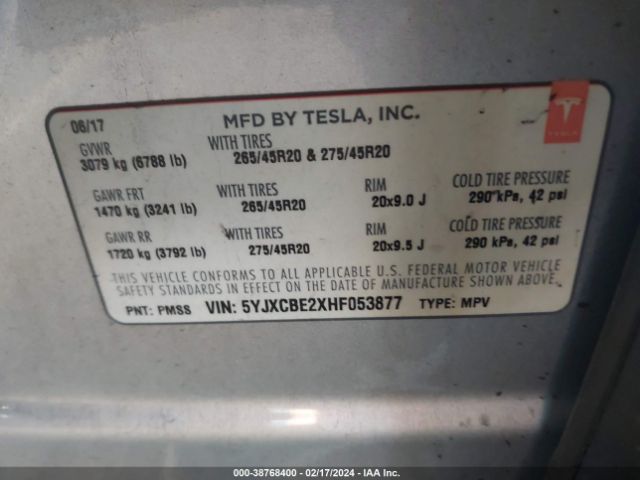 06/17
MFD BY TESLA, INC.
TESLA
GVWR
3079 kg (6788 lb)
WITH TIRES
265/45R20 & 275/45R20
GAWR FRT
1470 kg (3241 lb)
WITH TIRES
265/45R20
RIM
20x9.0 J
COLD TIRE PRESSURE
290 kPa, 42 psi
GAWR RR
1720 kg (3792 lb)
WITH TIRES
275/45R20
RIM
20x9.5 J
COLD TIRE PRESSURE
290 kPa, 42 psi
THIS VEHICLE CONFORMS TO ALL APPLICABLE U.S. FEDERAL MOTOR VEHICLE
SAFETY STANDARDS IN EFFECT ON THE DATE OF MANUFACTURE SHOWN ABOVE.
PNT: PMSS VIN: 5YJXCBE2XHF053877 TYPE: MPV
000-38768400 - 02/17/2024 - IAA Inc.